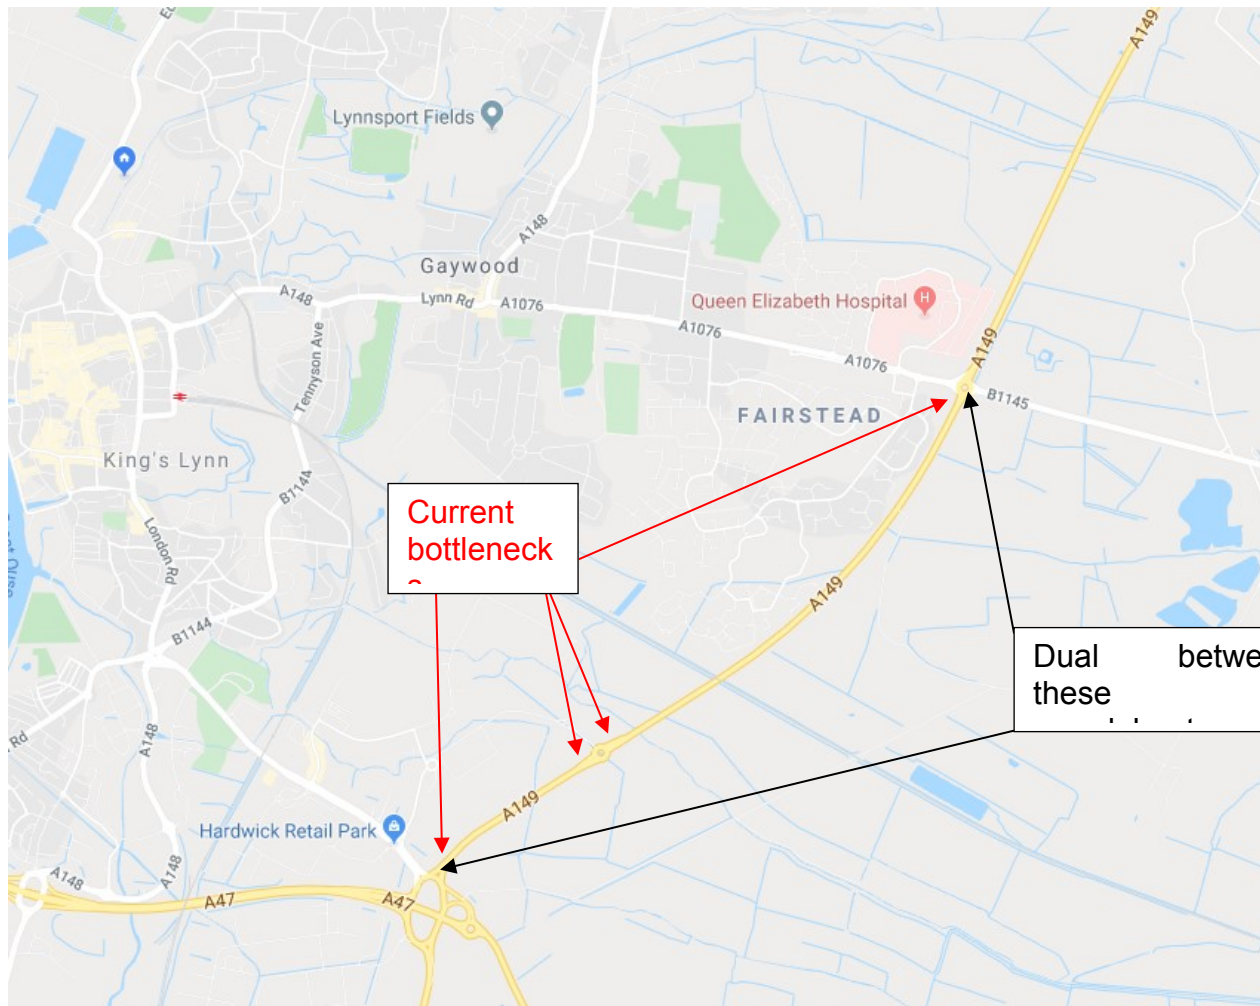 A149
Lynnsport Fields
A148
Gaywood
A148
Lynn Rd
A1076
Queen Elizabeth Hospital
H
A1076
A149
A1076
Tennyson Ave
B1145
FAIRSTEAD
King's Lynn
B1144
Current
bottleneck
London Rd
A149
B1144
Dual betwe
these
A148
Rd
A149
Hardwick Retail Park
A148
A148
A47
A47